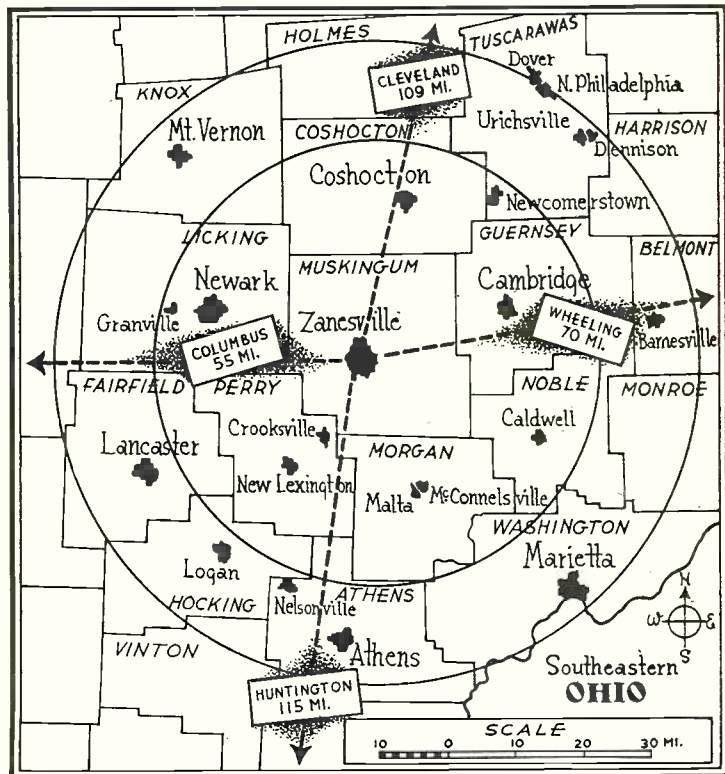 HOLMES
TUSCARAWAS
Dover
CLEVELAND
109 MI.
N. Philadelphia
KNOX
Mt. Vernon
COSHOCTON
Urichsville
HARRISON
Dennison
Coshocton
Newcomerstown
LICKING
GUERNSEY
BELMONT
MUSKINGUM
Newark
Cambridge
Granville
Zanesville
WHEELING
70 MI.
Barnesville
COLUMBUS
55 MI.
FAIRFIELD
PERRY
NOBLE
MONROE
Crooksville
Caldwell
Lancaster
MORGAN
New Lexington
Malta
McConnelsville
WASHINGTON
Marietta
Logan
Nelsonville
ATHENS
HOCKING
N
W
E
S
VINTON
Athens
Southeastern
OHIO
HUNTINGTON
115 MI.
SCALE
10 0 10 20 30 MI.